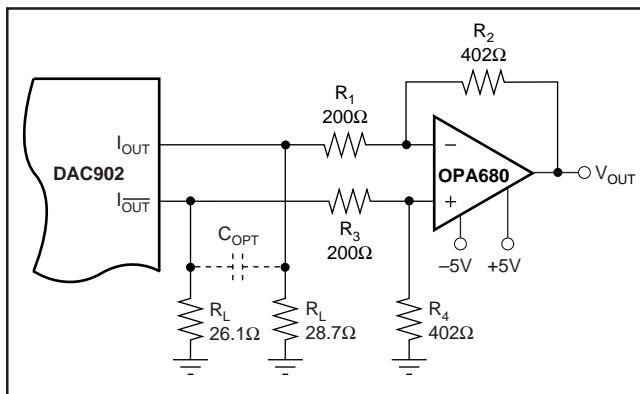 R2
402Ω
R1
200Ω
IOUT
DAC902
–
OPA680
VOUT
IOUT
+
R3
200Ω
COPT
–5V +5V
RL
26.1Ω
RL
28.7Ω
R4
402Ω